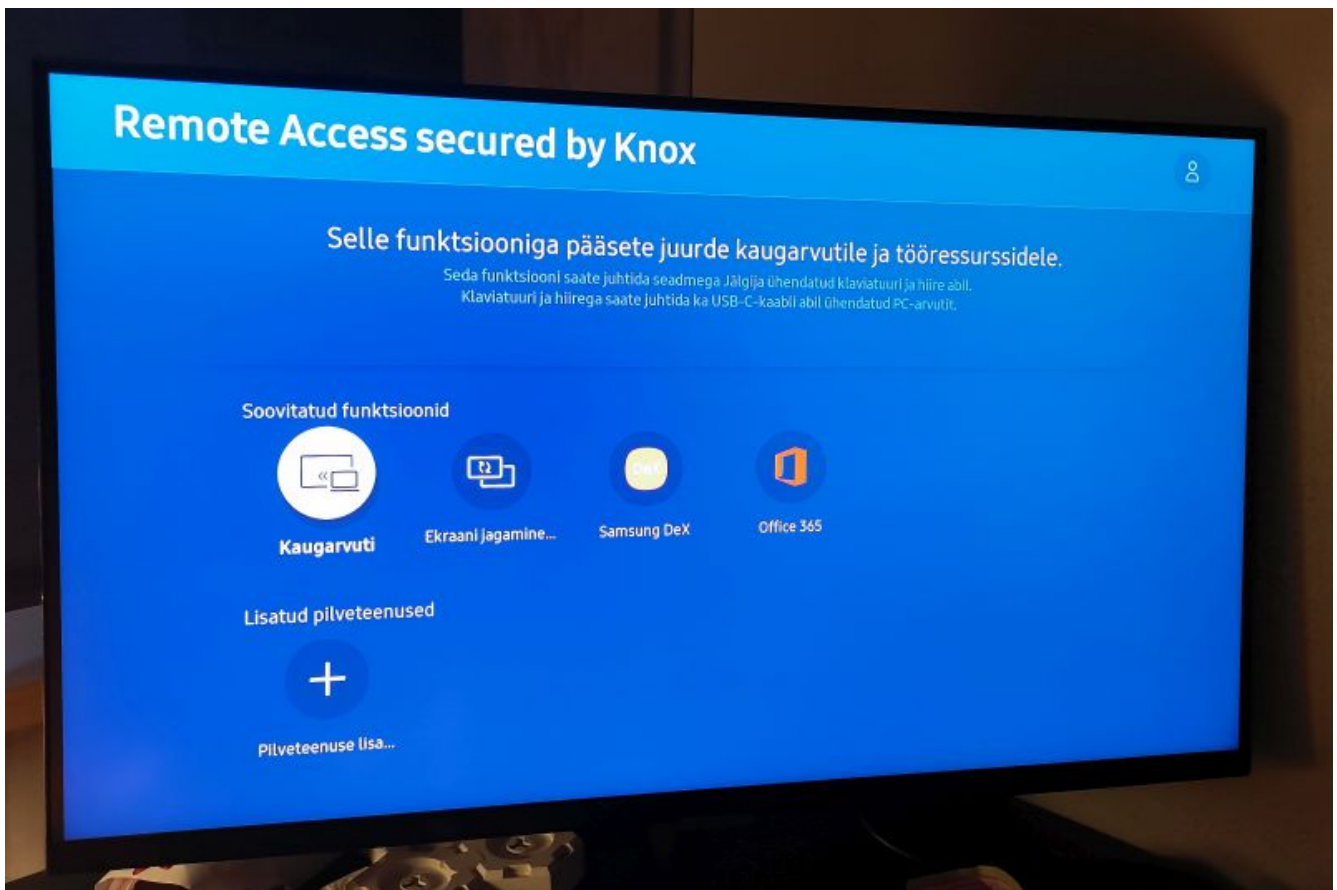 Remote Access secured by Knox
Selle funktsiooniga pääsete juurde kaugarvutile ja tööressurssidele.
Seda funktsiooni saate juhtida seadmega Jälgija ühendatud klaviatuuri ja hiire abil.
Klaviatuuri ja hiirega saate juhtida ka USB-C-kaabli abil ühendatud PC-arvutit.
Soovitatud funktsioonid
DeX
Kaugarvuti
Ekraani jagamine...
Samsung DeX
Office 365
Lisatud pilveteenused
Pilveteenuse lisa...